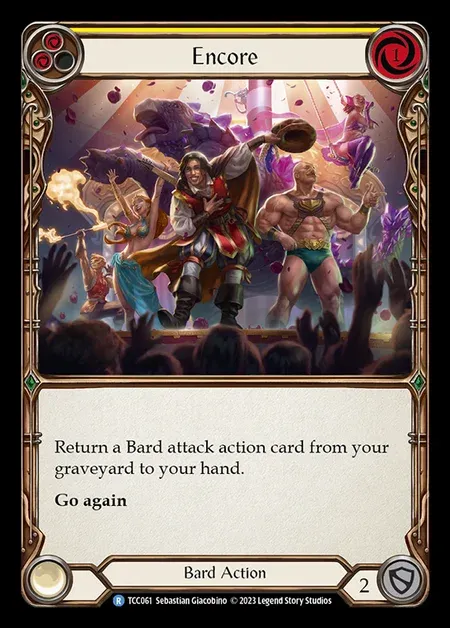 Encore
1
Return a Bard attack action card from your
graveyard to your hand.
Go again
Bard Action
2
R TCC061 Sebastian Giacobino © 2023 Legend Story Studios